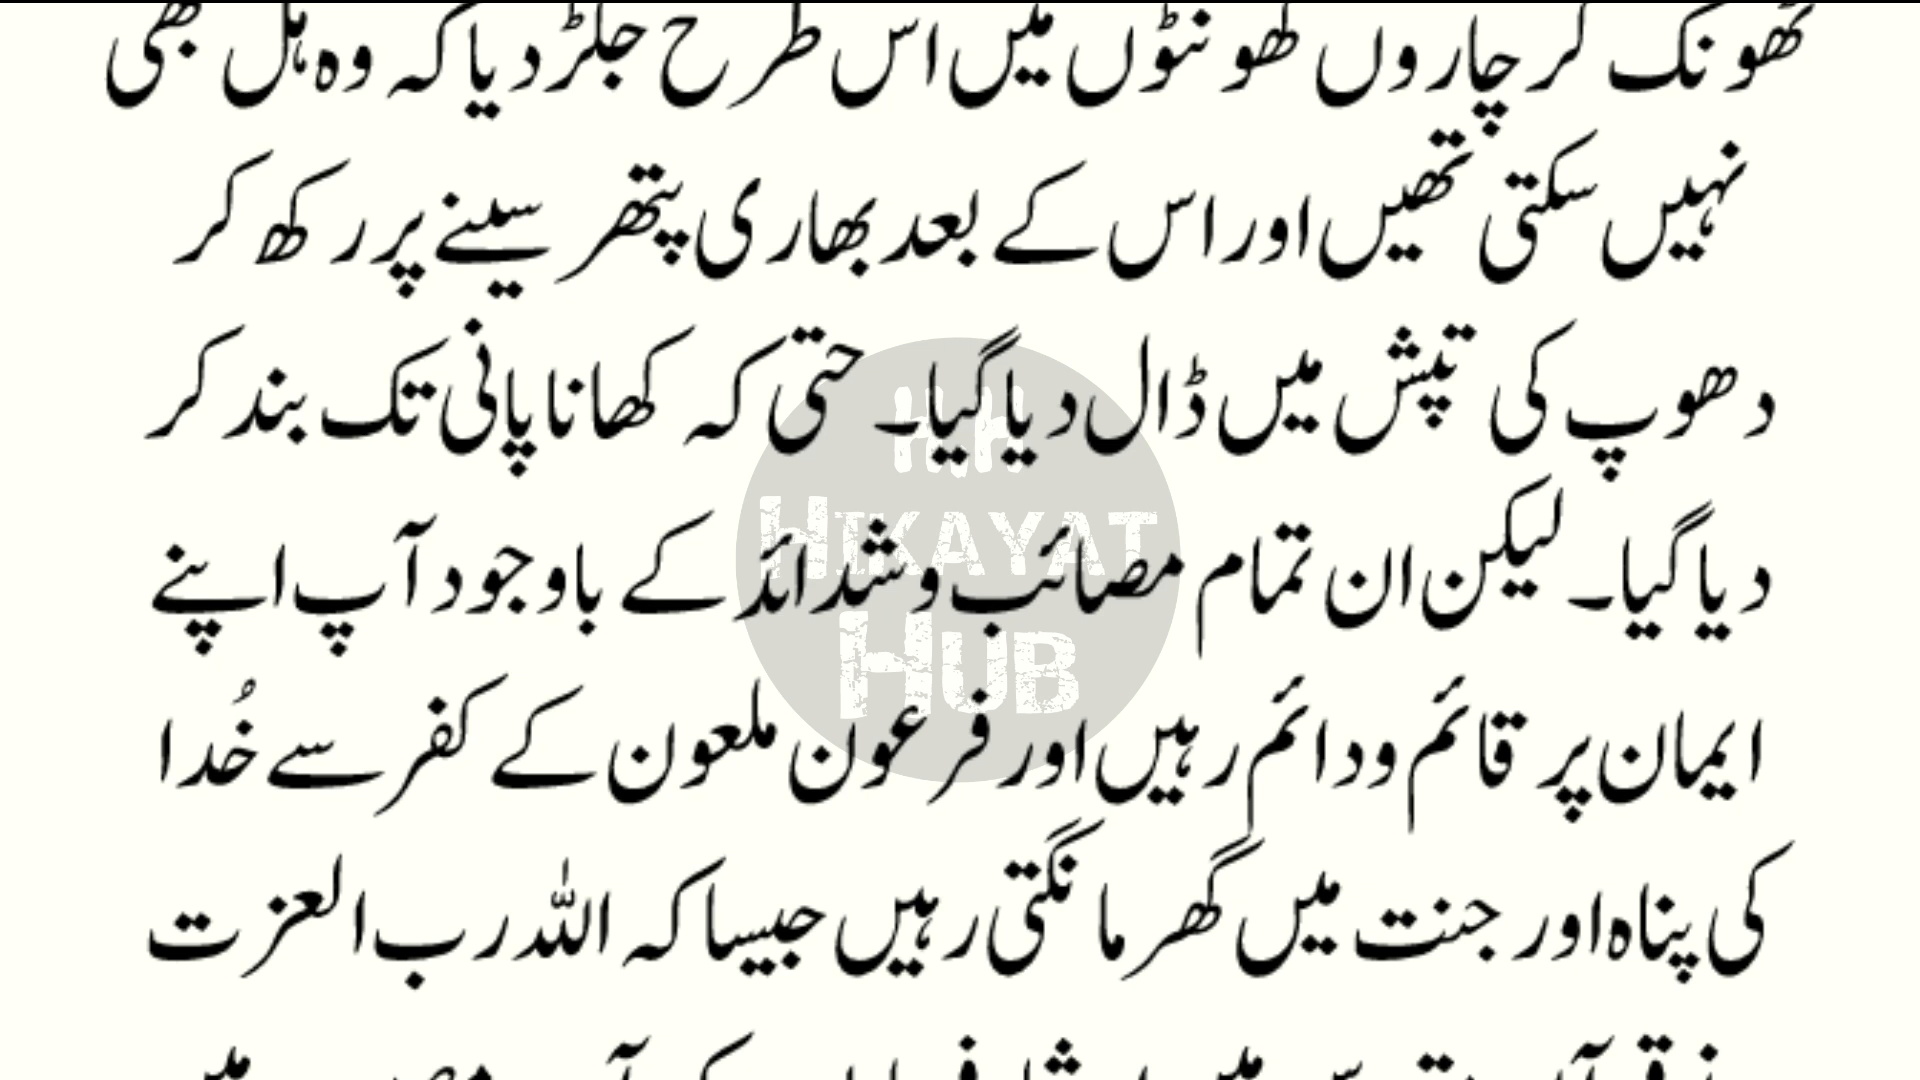 ٹھونک کر چاروں کھونٹوں میں اس طرح جکڑ دیا کہ وہ ہل بھی
نہیں سکتی تھیں اور اس کے بعد بھاری پتھر سینے پر رکھ کر
دھوپ کی تپش میں ڈال دیا گیا۔ حتی کہ کھانا پانی تک بند کر
دیا گیا۔ لیکن ان تمام مصائب و شدائد کے باوجود آپ اپنے
ایمان پر قائم ودائم رہیں اور فرعون ملعون کے کفر سے خُدا
کی پناہ اور جنت میں گھر مانگتی رہیں جیسا کہ اللہ رب العزت
HH
HIKAYAT
HUB